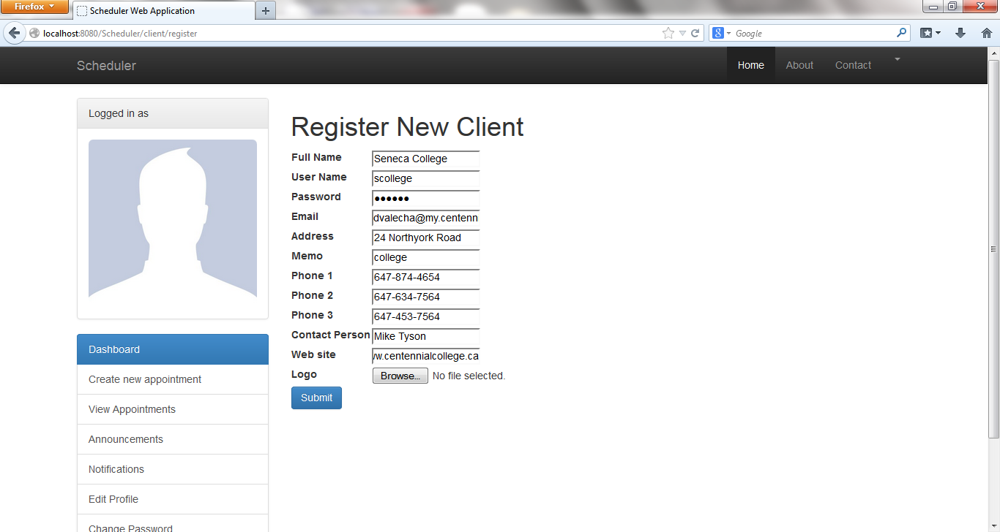 Firefox
Scheduler Web Application
localhost:8080/Scheduler/client/register
Google
Scheduler
Home About Contact
Logged in as
Register New Client
Full Name Seneca College
User Name scollege
Password ●●●●●●
Email dvalecha@my.centenn
Address 24 Northyork Road
Memo college
Phone 1 647-874-4654
Phone 2 647-634-7564
Phone 3 647-453-7564
Contact Person Mike Tyson
Web site w.centennialcollege.ca
Logo Browse... No file selected.
Submit
Dashboard
Create new appointment
View Appointments
Announcements
Notifications
Edit Profile
Change Password